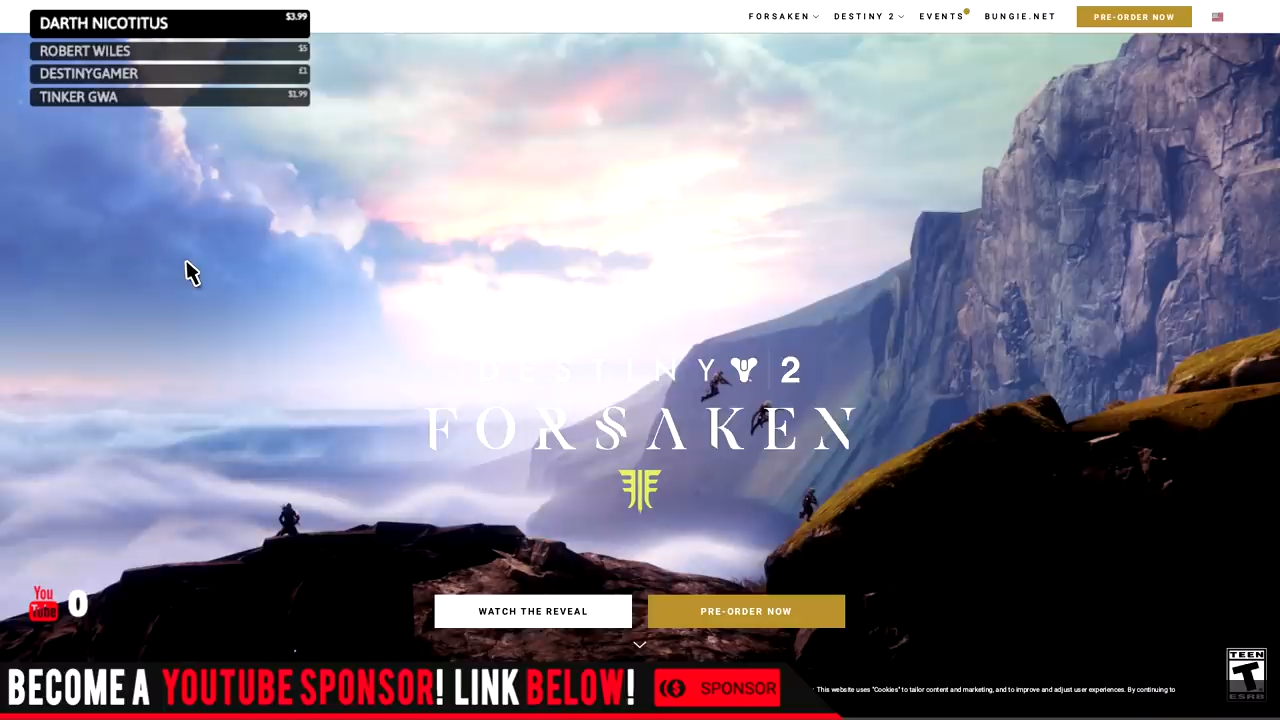 DARTH NICOTITUS $3.99
ROBERT WILES $5
DESTINYGAMER £1
TINKER GWA $1.99
FORSAKEN DESTINY 2 EVENTS BUNGIE.NET PRE-ORDER NOW
DESTINY 2
FORSAKEN
WATCH THE REVEAL PRE-ORDER NOW
You
Tube 0
BECOME A YOUTUBE SPONSOR! LINK BELOW! SPONSOR
This website uses "Cookies" to tailor content and marketing, and to improve and adjust user experiences. By continuing to
TEEN
T
ESRB